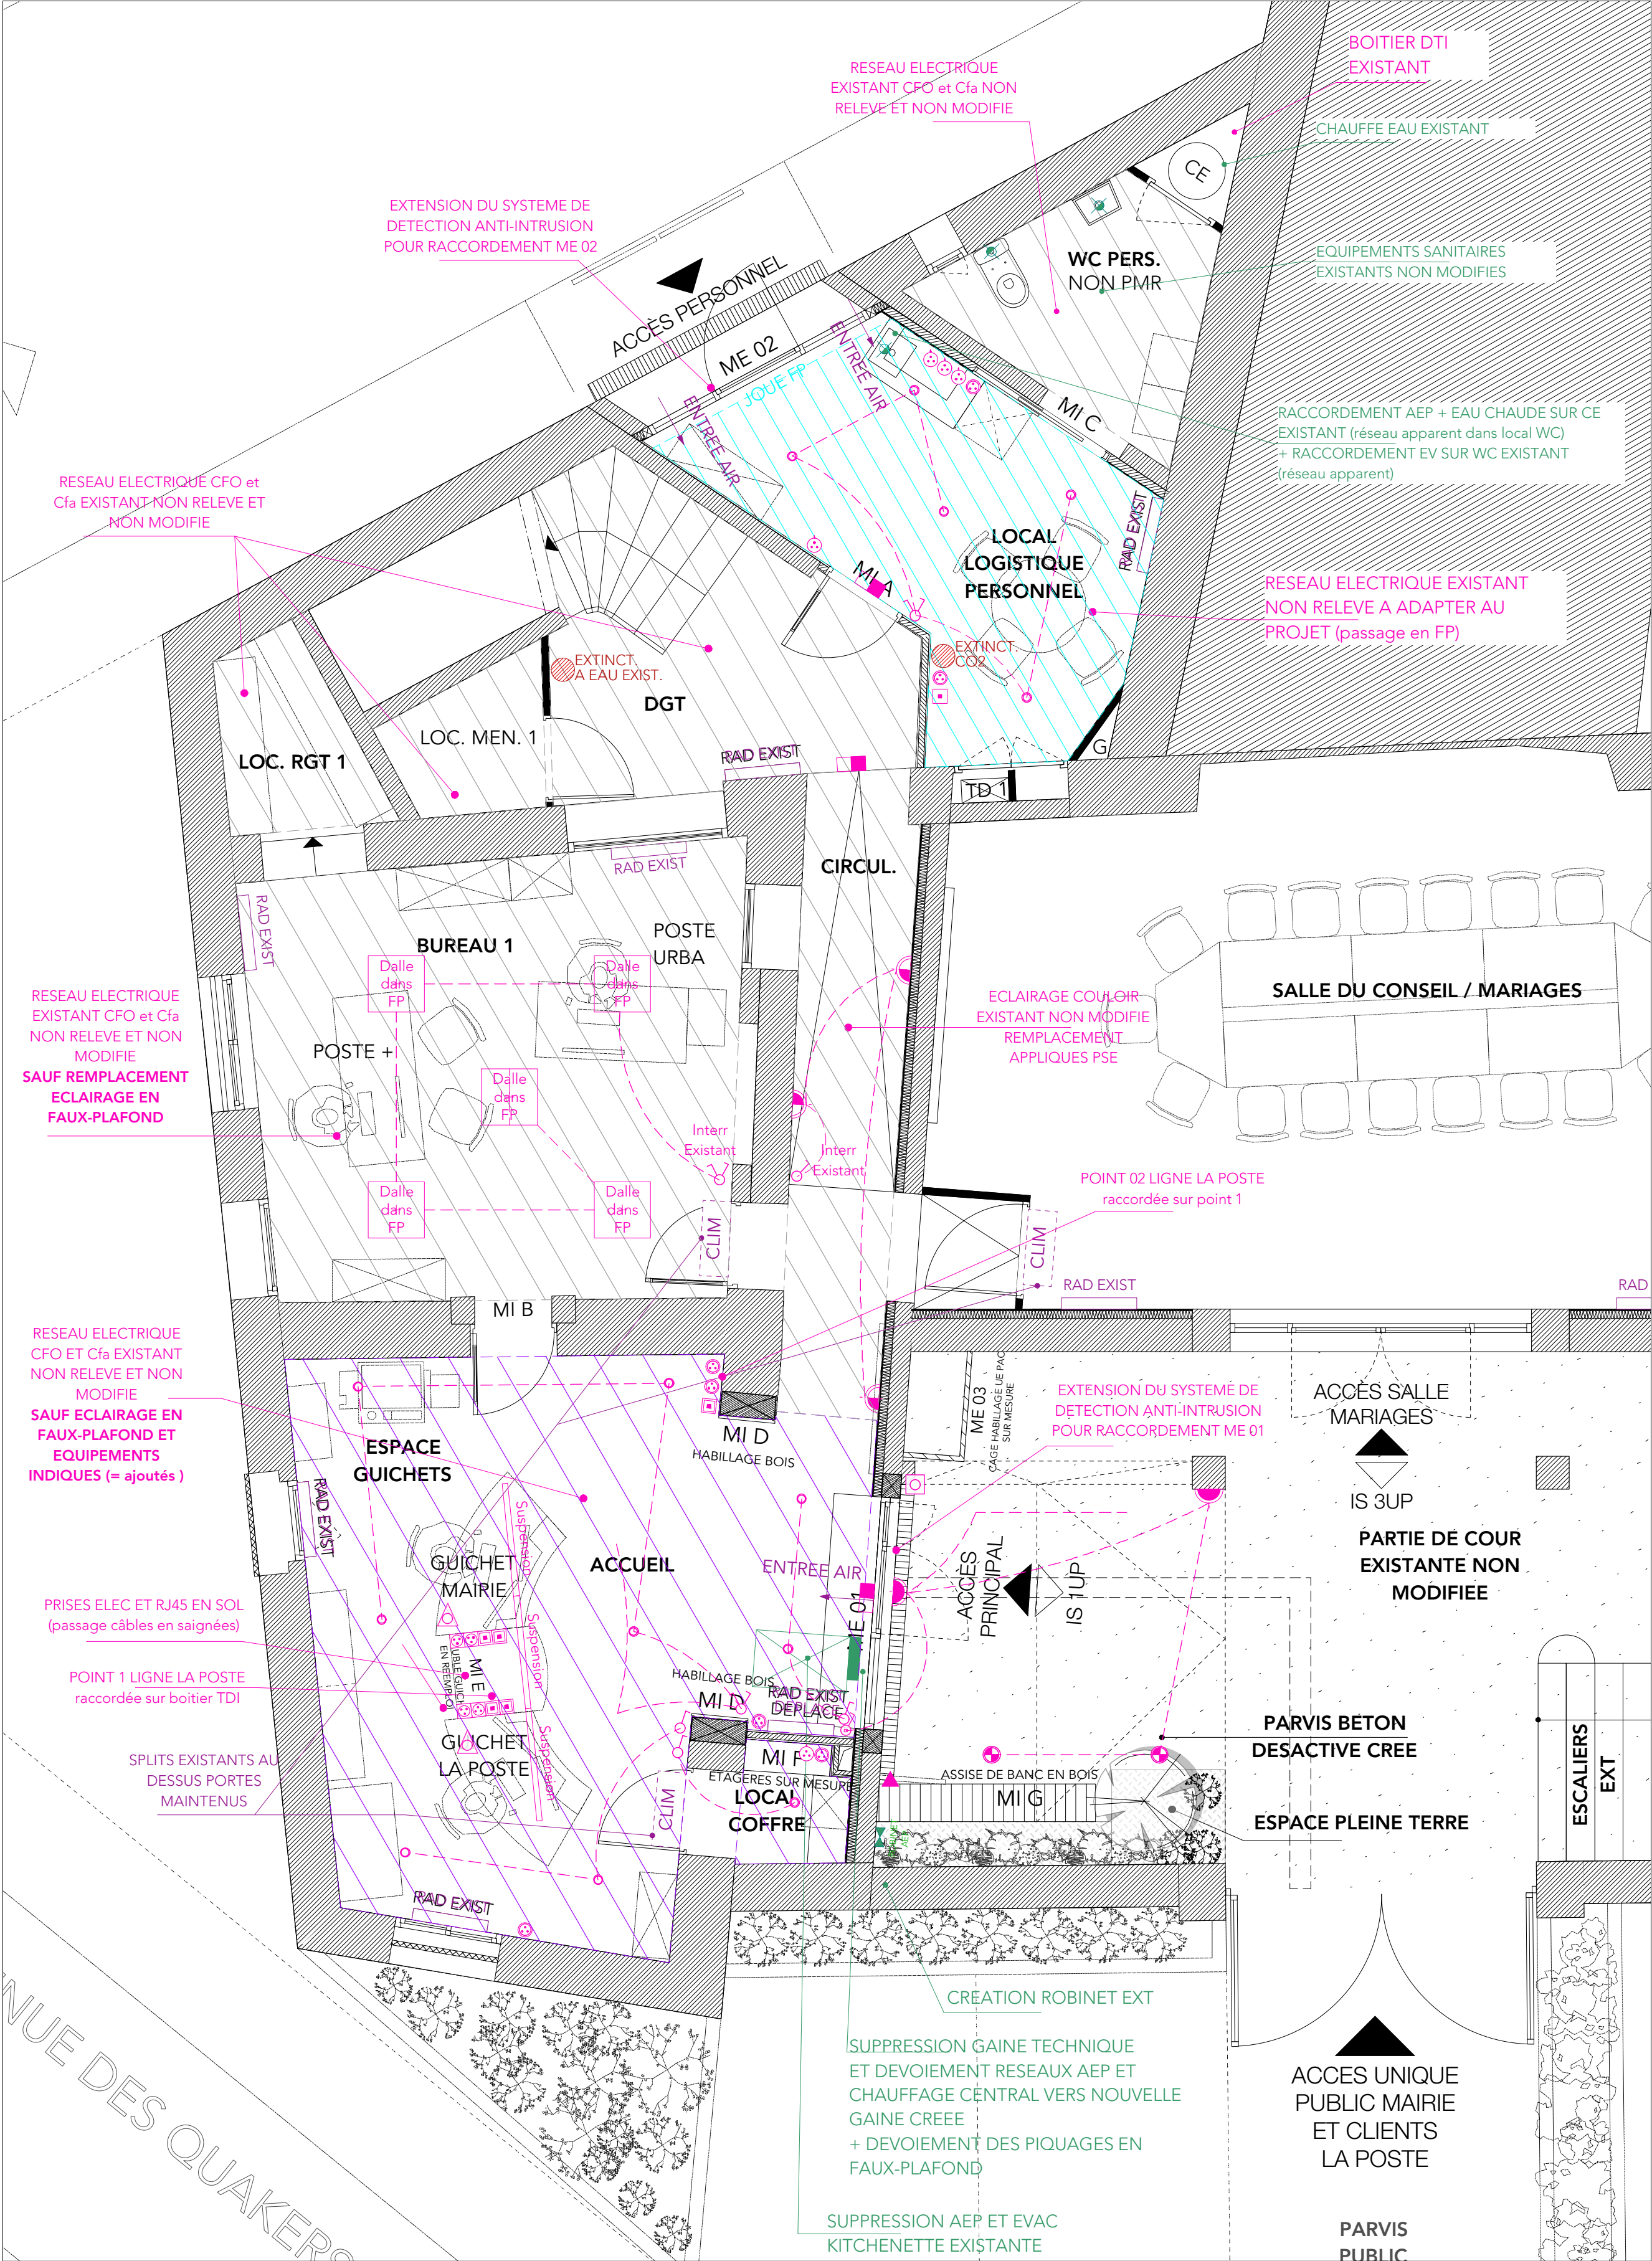 BOITIER DTI
EXISTANT
RESEAU ELECTRIQUE
EXISTANT CFO et Cfa NON
RELEVE ET NON MODIFIE
CHAUFFE EAU EXISTANT
CE
EXTENSION DU SYSTEME DE
DETECTION ANTI-INTRUSION
POUR RACCORDEMENT ME 02
WC PERS.
NON PMR
EQUIPEMENTS SANITAIRES
EXISTANTS NON MODIFIES
ACCÈS PERSONNEL
ME 02
ENTREE AIR
JOUE FP
ENTREE AIR
MI C
RACCORDEMENT AEP + EAU CHAUDE SUR CE
EXISTANT (réseau apparent dans local WC)
+ RACCORDEMENT EV SUR WC EXISTANT
(réseau apparent)
RESEAU ELECTRIQUE CFO et
Cfa EXISTANT NON RELEVE ET
NON MODIFIE
RAD EXIST
LOCAL
LOGISTIQUE
PERSONNEL
MI A
RESEAU ELECTRIQUE EXISTANT
NON RELEVE A ADAPTER AU
PROJET (passage en FP)
EXTINCT.
A EAU EXIST.
EXTINCT.
CO2
DGT
LOC. MEN. 1
LOC. RGT 1
RAD EXIST
G
TD 1
CIRCUL.
RAD EXIST
RAD EXIST
BUREAU 1
POSTE
URBA
Dalle
dans
FP
Dalle
dans
FP
SALLE DU CONSEIL / MARIAGES
RESEAU ELECTRIQUE
EXISTANT CFO et Cfa
NON RELEVE ET NON
MODIFIE
SAUF REMPLACEMENT
ECLAIRAGE EN
FAUX-PLAFOND
ECLAIRAGE COULOIR
EXISTANT NON MODIFIE
REMPLACEMENT
APPLIQUES PSE
POSTE +
Dalle
dans
FP
Interr
Existant
Interr
Existant
POINT 02 LIGNE LA POSTE
raccordée sur point 1
Dalle
dans
FP
Dalle
dans
FP
CLIM
CLIM
RAD EXIST
RAD
MI B
RESEAU ELECTRIQUE
CFO ET Cfa EXISTANT
NON RELEVE ET NON
MODIFIE
SAUF ECLAIRAGE EN
FAUX-PLAFOND ET
EQUIPEMENTS
INDIQUES (= ajoutés )
ME 03
CAGE HABILLAGE UE PAC
SUR MESURE
EXTENSION DU SYSTEME DE
DETECTION ANTI-INTRUSION
POUR RACCORDEMENT ME 01
ACCÈS SALLE
MARIAGES
IS 3UP
MI D
HABILLAGE BOIS
ESPACE
GUICHETS
RAD EXISIT
Suspension
GUICHET
MAIRIE
ACCUEIL
ENTREE AIR
ME 01
ACCÈS
PRINCIPAL
IS 1UP
PARTIE DE COUR
EXISTANTE NON
MODIFIEE
PRISES ELEC ET RJ45 EN SOL
(passage câbles en saignées)
Suspension
MI E
EN REEMPLOI
POINT 1 LIGNE LA POSTE
raccordée sur boitier TDI
HABILLAGE BOIS
MI D
RAD EXIST
DEPLACE
GUICHET
LA POSTE
Suspension
PARVIS BETON
DESACTIVE CREE
ESCALIERS
EXT
SPLITS EXISTANTS AU
DESSUS PORTES
MAINTENUS
MI F
ETAGERES SUR MESURE
LOCAL
COFFRE
CLIM
ASSISE DE BANC EN BOIS
MI G
ESPACE PLEINE TERRE
AEP
RAD EXIST
CREATION ROBINET EXT
SUPPRESSION GAINE TECHNIQUE
ET DEVOIEMENT RESEAUX AEP ET
CHAUFFAGE CENTRAL VERS NOUVELLE
GAINE CREEE
+ DEVOIEMENT DES PIQUAGES EN
FAUX-PLAFOND
ACCES UNIQUE
PUBLIC MAIRIE
ET CLIENTS
LA POSTE
NUE DES QUAKERS
SUPPRESSION AEP ET EVAC
KITCHENETTE EXISTANTE
PARVIS
PUBLIC